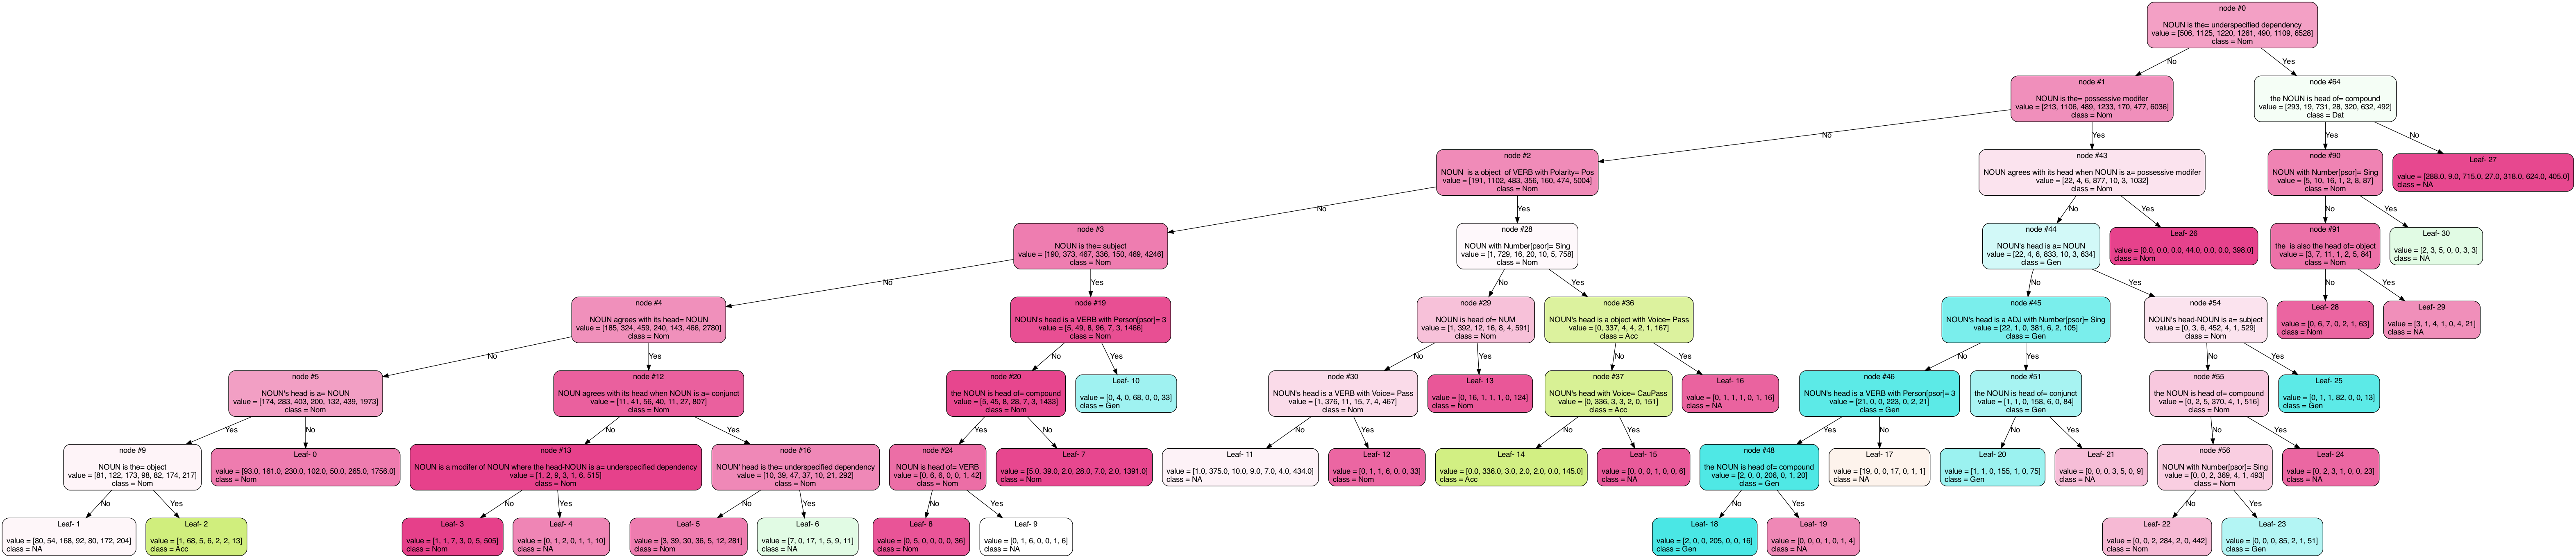 node #0
NOUN is the= underspecified dependency
value = [506, 1125, 1220, 1261, 490, 1109, 6528]
class = Nom
No
Yes
node #1
NOUN is the= possessive modifer
value = [213, 1106, 489, 1233, 170, 477, 6036]
class = Nom
node #64
the NOUN is head of= compound
value = [293, 19, 731, 28, 320, 632, 492]
class = Dat
No
Yes
Yes
No
node #2
NOUN  is a object  of VERB with Polarity= Pos
value = [191, 1102, 483, 356, 160, 474, 5004]
class = Nom
node #43
NOUN agrees with its head when NOUN is a= possessive modifer
value = [22, 4, 6, 877, 10, 3, 1032]
class = Nom
node #90
NOUN with Number[psor]= Sing
value = [5, 10, 16, 1, 2, 8, 87]
class = Nom
Leaf- 27
value = [288.0, 9.0, 715.0, 27.0, 318.0, 624.0, 405.0]
class = NA
No
Yes
No
Yes
No
Yes
node #3
NOUN is the= subject
value = [190, 373, 467, 336, 150, 469, 4246]
class = Nom
node #28
NOUN with Number[psor]= Sing
value = [1, 729, 16, 20, 10, 5, 758]
class = Nom
node #44
NOUN's head is a= NOUN
value = [22, 4, 6, 833, 10, 3, 634]
class = Gen
Leaf- 26
value = [0.0, 0.0, 0.0, 44.0, 0.0, 0.0, 398.0]
class = Nom
node #91
the  is also the head of= object
value = [3, 7, 11, 1, 2, 5, 84]
class = Nom
Leaf- 30
value = [2, 3, 5, 0, 0, 3, 3]
class = NA
No
Yes
No
Yes
No
Yes
No
Yes
node #4
NOUN agrees with its head= NOUN
value = [185, 324, 459, 240, 143, 466, 2780]
class = Nom
node #19
NOUN's head is a VERB with Person[psor]= 3
value = [5, 49, 8, 96, 7, 3, 1466]
class = Nom
node #29
NOUN is head of= NUM
value = [1, 392, 12, 16, 8, 4, 591]
class = Nom
node #36
NOUN's head is a object with Voice= Pass
value = [0, 337, 4, 4, 2, 1, 167]
class = Acc
node #45
NOUN's head is a ADJ with Number[psor]= Sing
value = [22, 1, 0, 381, 6, 2, 105]
class = Gen
node #54
NOUN's head-NOUN is a= subject
value = [0, 3, 6, 452, 4, 1, 529]
class = Nom
Leaf- 28
value = [0, 6, 7, 0, 2, 1, 63]
class = Nom
Leaf- 29
value = [3, 1, 4, 1, 0, 4, 21]
class = NA
No
Yes
No
Yes
No
Yes
No
Yes
No
Yes
No
Yes
node #5
NOUN's head is a= NOUN
value = [174, 283, 403, 200, 132, 439, 1973]
class = Nom
node #12
NOUN agrees with its head when NOUN is a= conjunct
value = [11, 41, 56, 40, 11, 27, 807]
class = Nom
node #20
the NOUN is head of= compound
value = [5, 45, 8, 28, 7, 3, 1433]
class = Nom
Leaf- 10
value = [0, 4, 0, 68, 0, 0, 33]
class = Gen
node #30
NOUN's head is a VERB with Voice= Pass
value = [1, 376, 11, 15, 7, 4, 467]
class = Nom
Leaf- 13
value = [0, 16, 1, 1, 1, 0, 124]
class = Nom
node #37
NOUN's head with Voice= CauPass
value = [0, 336, 3, 3, 2, 0, 151]
class = Acc
Leaf- 16
value = [0, 1, 1, 1, 0, 1, 16]
class = NA
node #46
NOUN's head is a VERB with Person[psor]= 3
value = [21, 0, 0, 223, 0, 2, 21]
class = Gen
node #51
the NOUN is head of= conjunct
value = [1, 1, 0, 158, 6, 0, 84]
class = Gen
node #55
the NOUN is head of= compound
value = [0, 2, 5, 370, 4, 1, 516]
class = Nom
Leaf- 25
value = [0, 1, 1, 82, 0, 0, 13]
class = Gen
Yes
No
No
Yes
Yes
No
No
Yes
No
Yes
Yes
No
No
Yes
No
Yes
node #9
NOUN is the= object
value = [81, 122, 173, 98, 82, 174, 217]
class = Nom
Leaf- 0
value = [93.0, 161.0, 230.0, 102.0, 50.0, 265.0, 1756.0]
class = Nom
node #13
NOUN is a modifer of NOUN where the head-NOUN is a= underspecified dependency
value = [1, 2, 9, 3, 1, 6, 515]
class = Nom
node #16
NOUN' head is the= underspecified dependency
value = [10, 39, 47, 37, 10, 21, 292]
class = Nom
node #24
NOUN is head of= VERB
value = [0, 6, 6, 0, 0, 1, 42]
class = Nom
Leaf- 7
value = [5.0, 39.0, 2.0, 28.0, 7.0, 2.0, 1391.0]
class = Nom
Leaf- 11
value = [1.0, 375.0, 10.0, 9.0, 7.0, 4.0, 434.0]
class = NA
Leaf- 12
value = [0, 1, 1, 6, 0, 0, 33]
class = Nom
Leaf- 14
value = [0.0, 336.0, 3.0, 2.0, 2.0, 0.0, 145.0]
class = Acc
Leaf- 15
value = [0, 0, 0, 1, 0, 0, 6]
class = NA
node #48
the NOUN is head of= compound
value = [2, 0, 0, 206, 0, 1, 20]
class = Gen
Leaf- 17
value = [19, 0, 0, 17, 0, 1, 1]
class = NA
Leaf- 20
value = [1, 1, 0, 155, 1, 0, 75]
class = Gen
Leaf- 21
value = [0, 0, 0, 3, 5, 0, 9]
class = NA
node #56
NOUN with Number[psor]= Sing
value = [0, 0, 2, 369, 4, 1, 493]
class = Nom
Leaf- 24
value = [0, 2, 3, 1, 0, 0, 23]
class = NA
No
Yes
No
Yes
No
Yes
No
Yes
No
Yes
No
Yes
Leaf- 1
value = [80, 54, 168, 92, 80, 172, 204]
class = NA
Leaf- 2
value = [1, 68, 5, 6, 2, 2, 13]
class = Acc
Leaf- 3
value = [1, 1, 7, 3, 0, 5, 505]
class = Nom
Leaf- 4
value = [0, 1, 2, 0, 1, 1, 10]
class = NA
Leaf- 5
value = [3, 39, 30, 36, 5, 12, 281]
class = Nom
Leaf- 6
value = [7, 0, 17, 1, 5, 9, 11]
class = NA
Leaf- 8
value = [0, 5, 0, 0, 0, 0, 36]
class = Nom
Leaf- 9
value = [0, 1, 6, 0, 0, 1, 6]
class = NA
Leaf- 18
value = [2, 0, 0, 205, 0, 0, 16]
class = Gen
Leaf- 19
value = [0, 0, 0, 1, 0, 1, 4]
class = NA
Leaf- 22
value = [0, 0, 2, 284, 2, 0, 442]
class = Nom
Leaf- 23
value = [0, 0, 0, 85, 2, 1, 51]
class = Gen